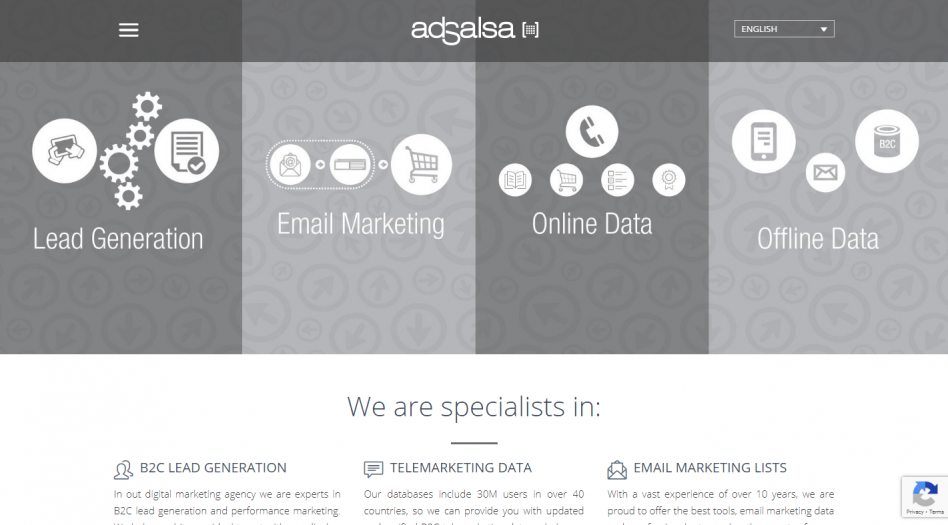 adsalsa
ENGLISH
B2C
Lead Generation
Email Marketing
Online Data
Offline Data
We are specialists in:
B2C LEAD GENERATION
In out digital marketing agency we are experts in
B2C lead generation and performance marketing.
TELEMARKETING DATA
Our databases include 30M users in over 40
countries, so we can provide you with updated
EMAIL MARKETING LISTS
With a vast experience of over 10 years, we are
proud to offer the best tools, email marketing data
Privacy - Terms